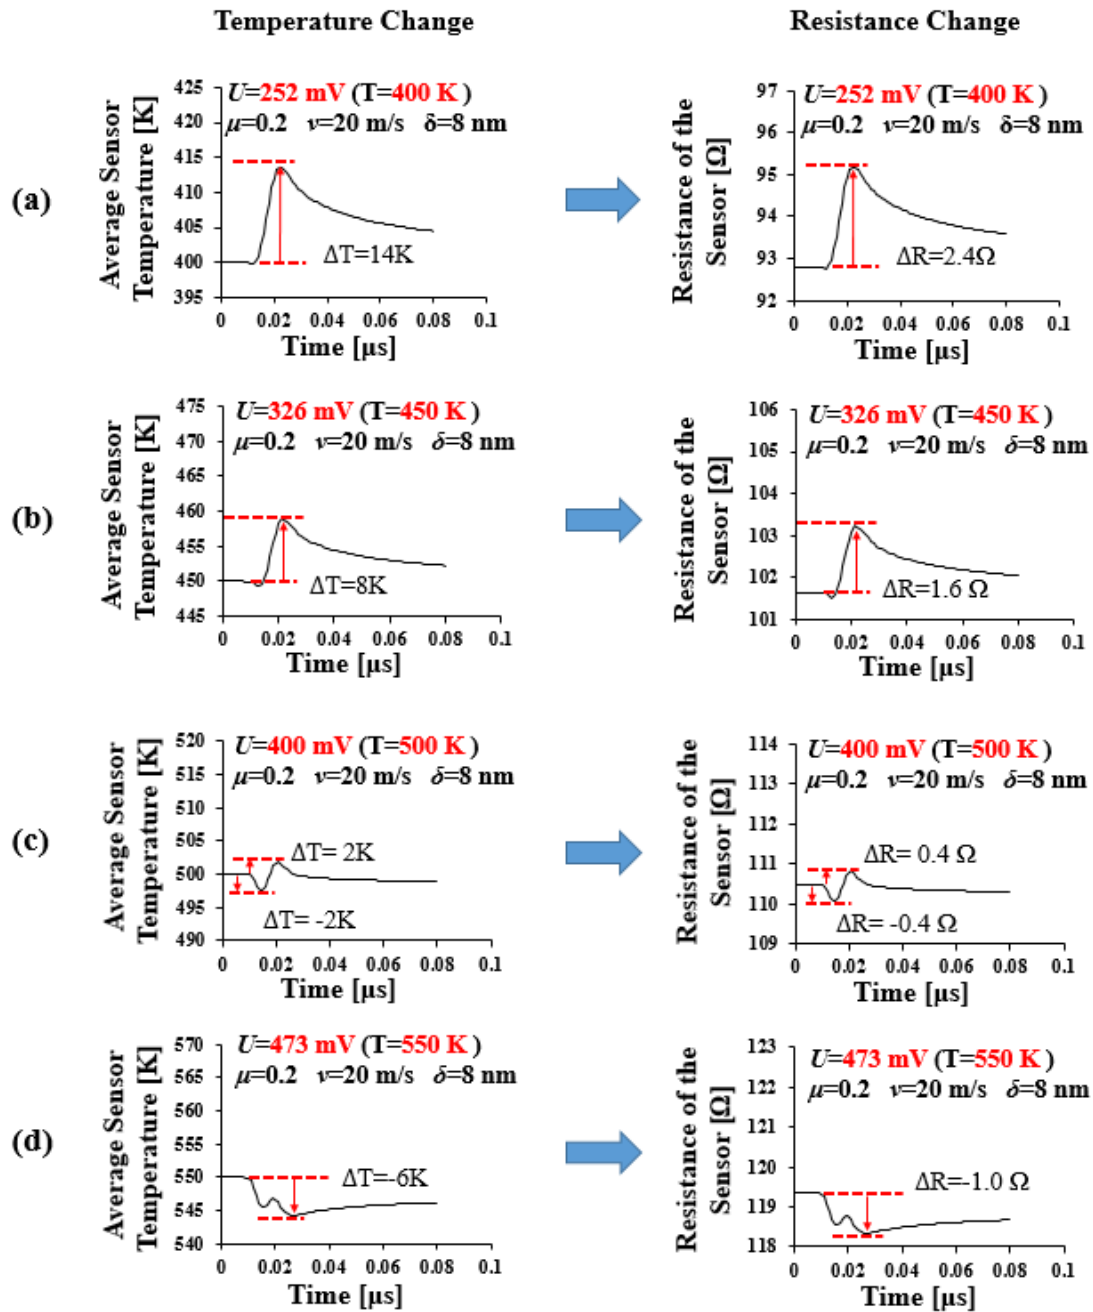 Temperature Change
Resistance Change
(a)
Average Sensor
Temperature [K]
U=252 mV (T=400 K )
μ=0.2 v=20 m/s δ=8 nm
425
420
415
410
405
400
395
ΔT=14K
0 0.02 0.04 0.06 0.08 0.1
Time [μs]
Resistance of the
Sensor [Ω]
U=252 mV (T=400 K )
μ=0.2 v=20 m/s δ=8 nm
97
96
95
94
93
92
ΔR=2.4Ω
0 0.02 0.04 0.06 0.08 0.1
Time [μs]
(b)
Average Sensor
Temperature [K]
U=326 mV (T=450 K )
μ=0.2 v=20 m/s δ=8 nm
475
470
465
460
455
450
445
ΔT=8K
0 0.02 0.04 0.06 0.08 0.1
Time [μs]
Resistance of the
Sensor [Ω]
U=326 mV (T=450 K )
μ=0.2 v=20 m/s δ=8 nm
106
105
104
103
102
101
ΔR=1.6 Ω
0 0.02 0.04 0.06 0.08 0.1
Time [μs]
(c)
Average Sensor
Temperature [K]
U=400 mV (T=500 K )
μ=0.2 v=20 m/s δ=8 nm
520
515
510
505
500
495
490
ΔT= 2K
ΔT= -2K
0 0.02 0.04 0.06 0.08 0.1
Time [μs]
Resistance of the
Sensor [Ω]
U=400 mV (T=500 K )
μ=0.2 v=20 m/s δ=8 nm
114
113
112
111
110
109
ΔR= 0.4 Ω
ΔR= -0.4 Ω
0 0.02 0.04 0.06 0.08 0.1
Time [μs]
(d)
Average Sensor
Temperature [K]
U=473 mV (T=550 K )
μ=0.2 v=20 m/s δ=8 nm
570
565
560
555
550
545
540
ΔT=-6K
0 0.02 0.04 0.06 0.08 0.1
Time [μs]
Resistance of the
Sensor [Ω]
U=473 mV (T=550 K )
μ=0.2 v=20 m/s δ=8 nm
123
122
121
120
119
118
ΔR=-1.0 Ω
0 0.02 0.04 0.06 0.08 0.1
Time [μs]